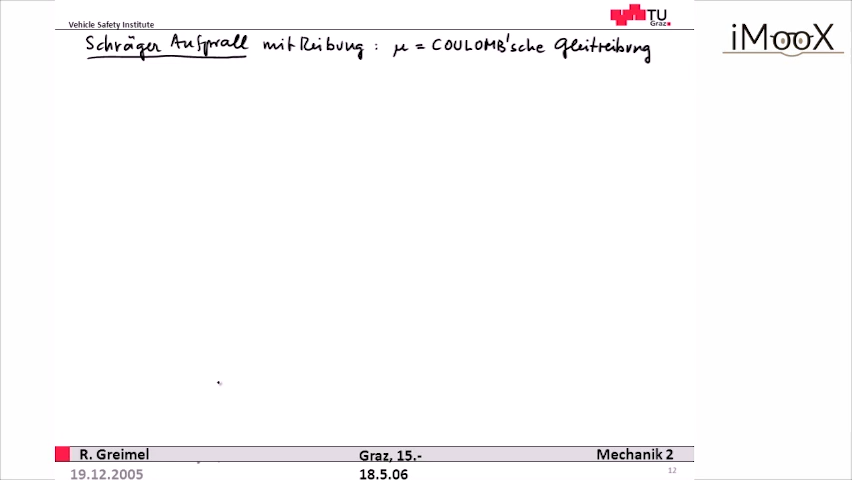 Vehicle Safety Institute
TU
Graz
iMooX
Schräger Aufprall mit Reibung : μ = COULOMB'sche Gleitreibung
R. Greimel
Graz, 15.-
Mechanik 2
19.12.2005
18.5.06
12